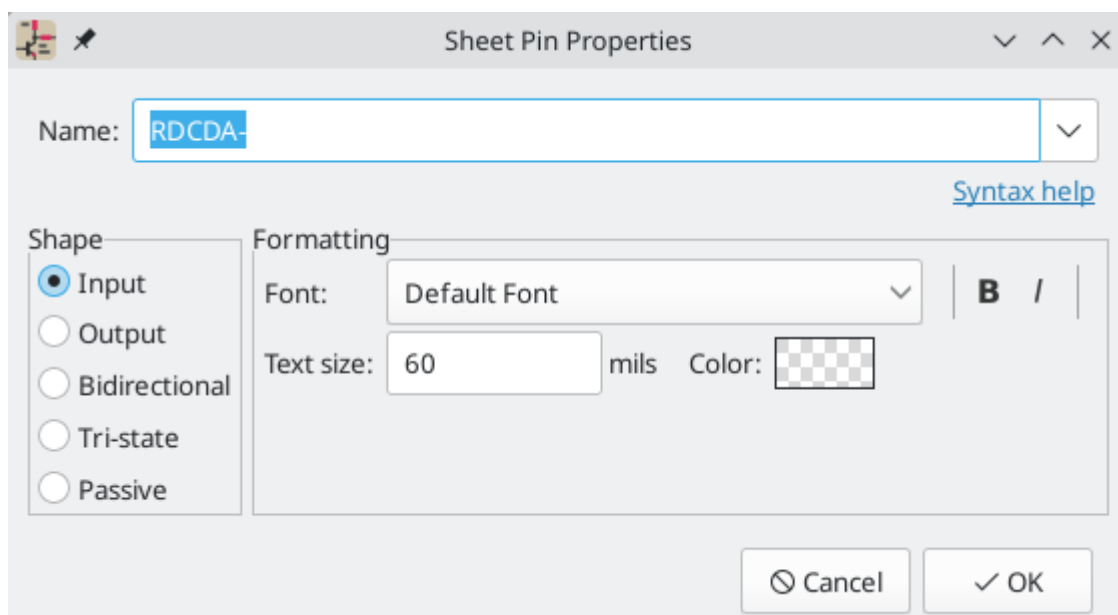 Sheet Pin Properties
Name: RDCDA-
Syntax help
Shape
Input
Output
Bidirectional
Tri-state
Passive
Formatting
Font: Default Font B I
Text size: 60 mils Color:
Cancel OK